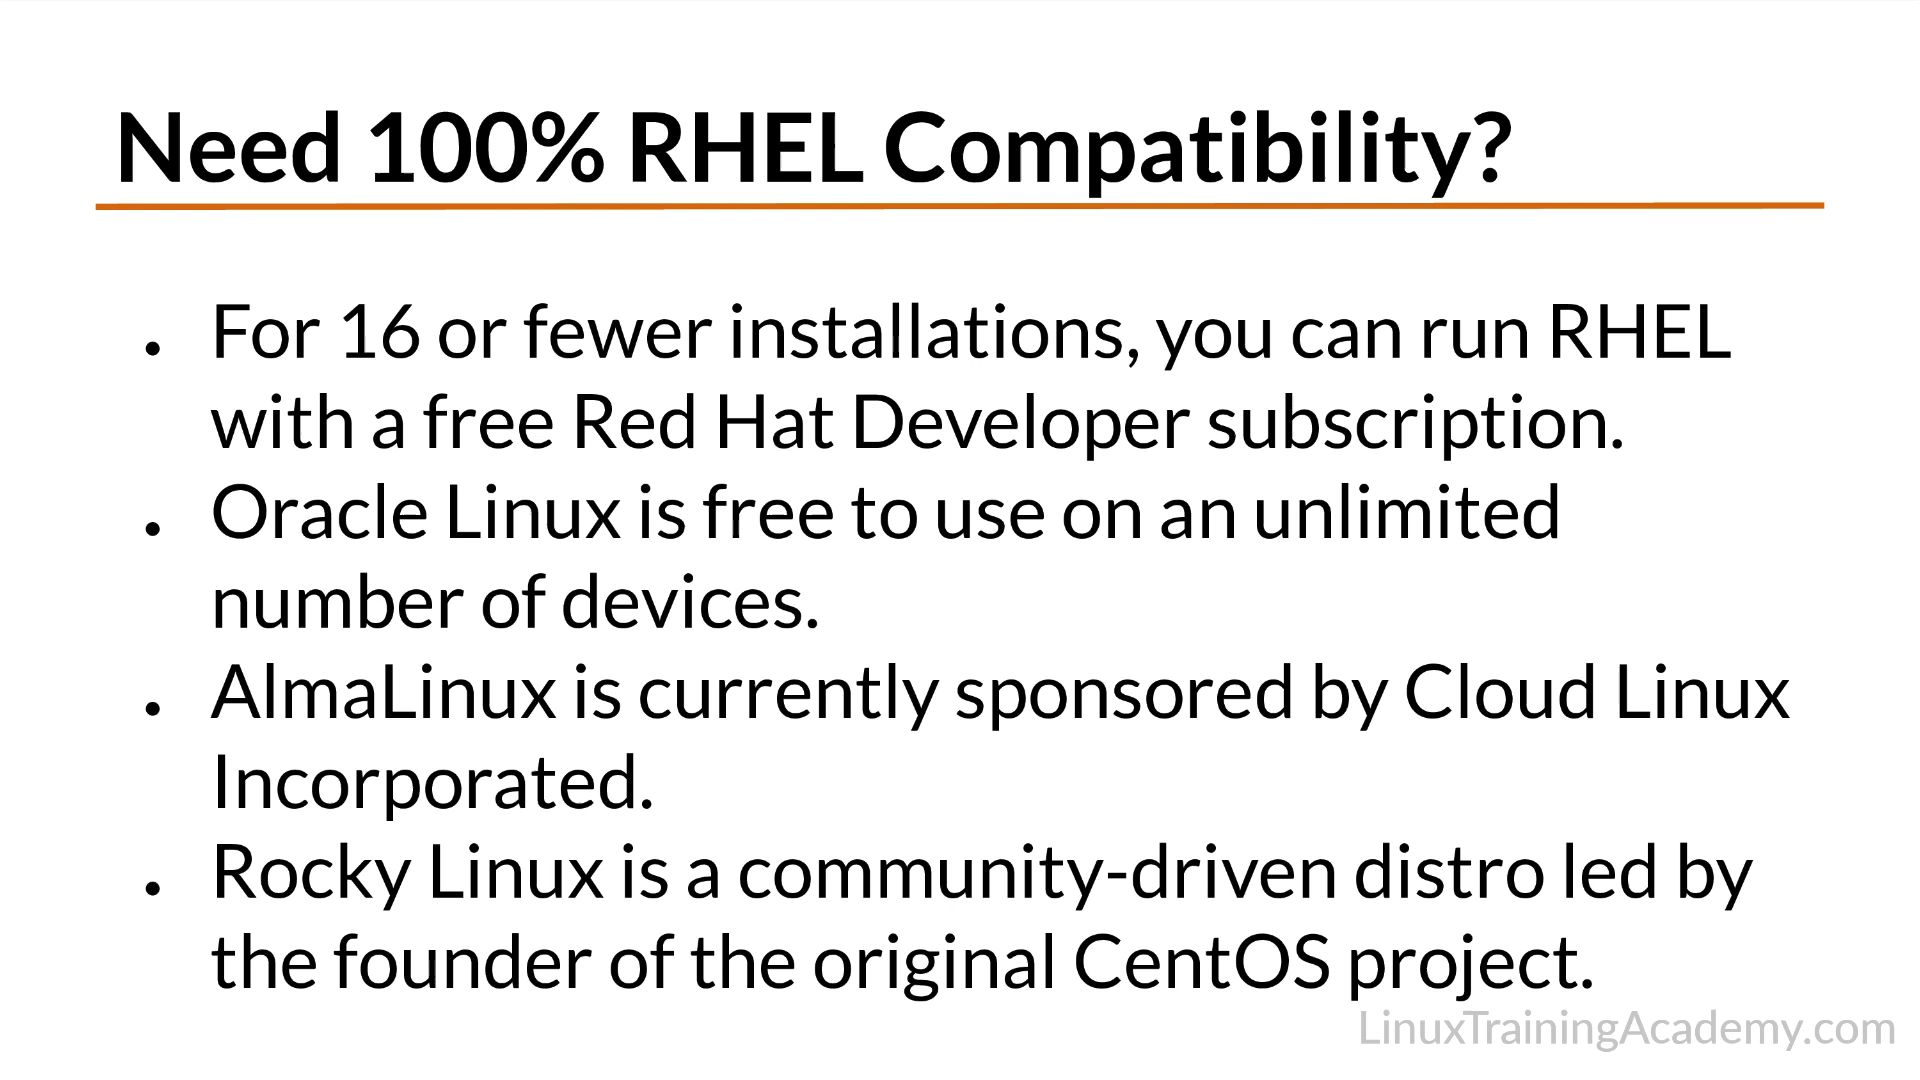 Need 100% RHEL Compatibility?
• For 16 or fewer installations, you can run RHEL
with a free Red Hat Developer subscription.
• Oracle Linux is free to use on an unlimited
number of devices.
• AlmaLinux is currently sponsored by Cloud Linux
Incorporated.
• Rocky Linux is a community-driven distro led by
the founder of the original CentOS project.
LinuxTrainingAcademy.com